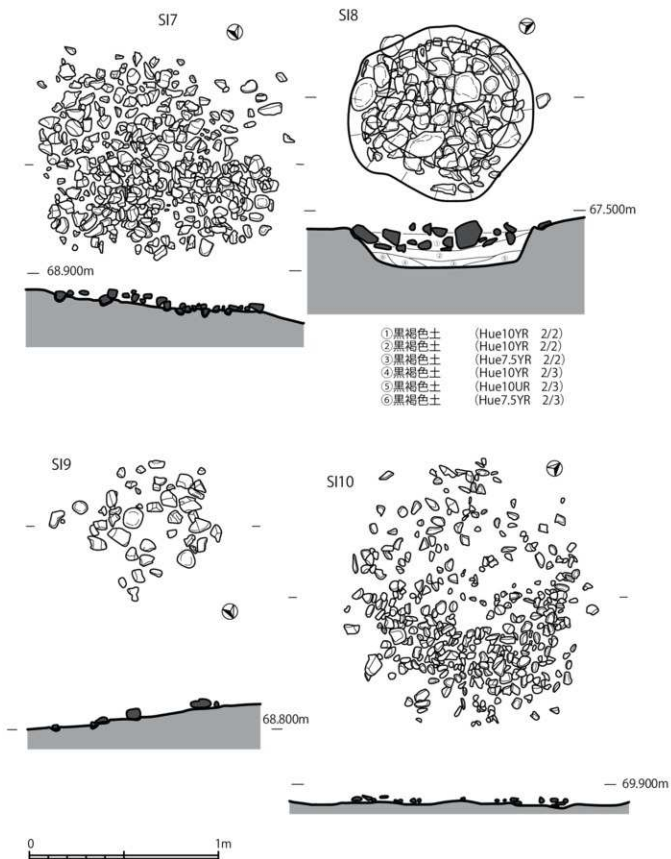 SI7
SI8
67.500m
68.900m
①黒褐色土 (Hue10YR 2/2)
②黒褐色土 (Hue10YR 2/2)
③黒褐色土 (Hue7.5YR 2/2)
④黒褐色土 (Hue10YR 2/3)
⑤黒褐色土 (Hue10UR 2/3)
⑥黒褐色土 (Hue7.5YR 2/3)
SI9
SI10
68.800m
69.900m
0 1m